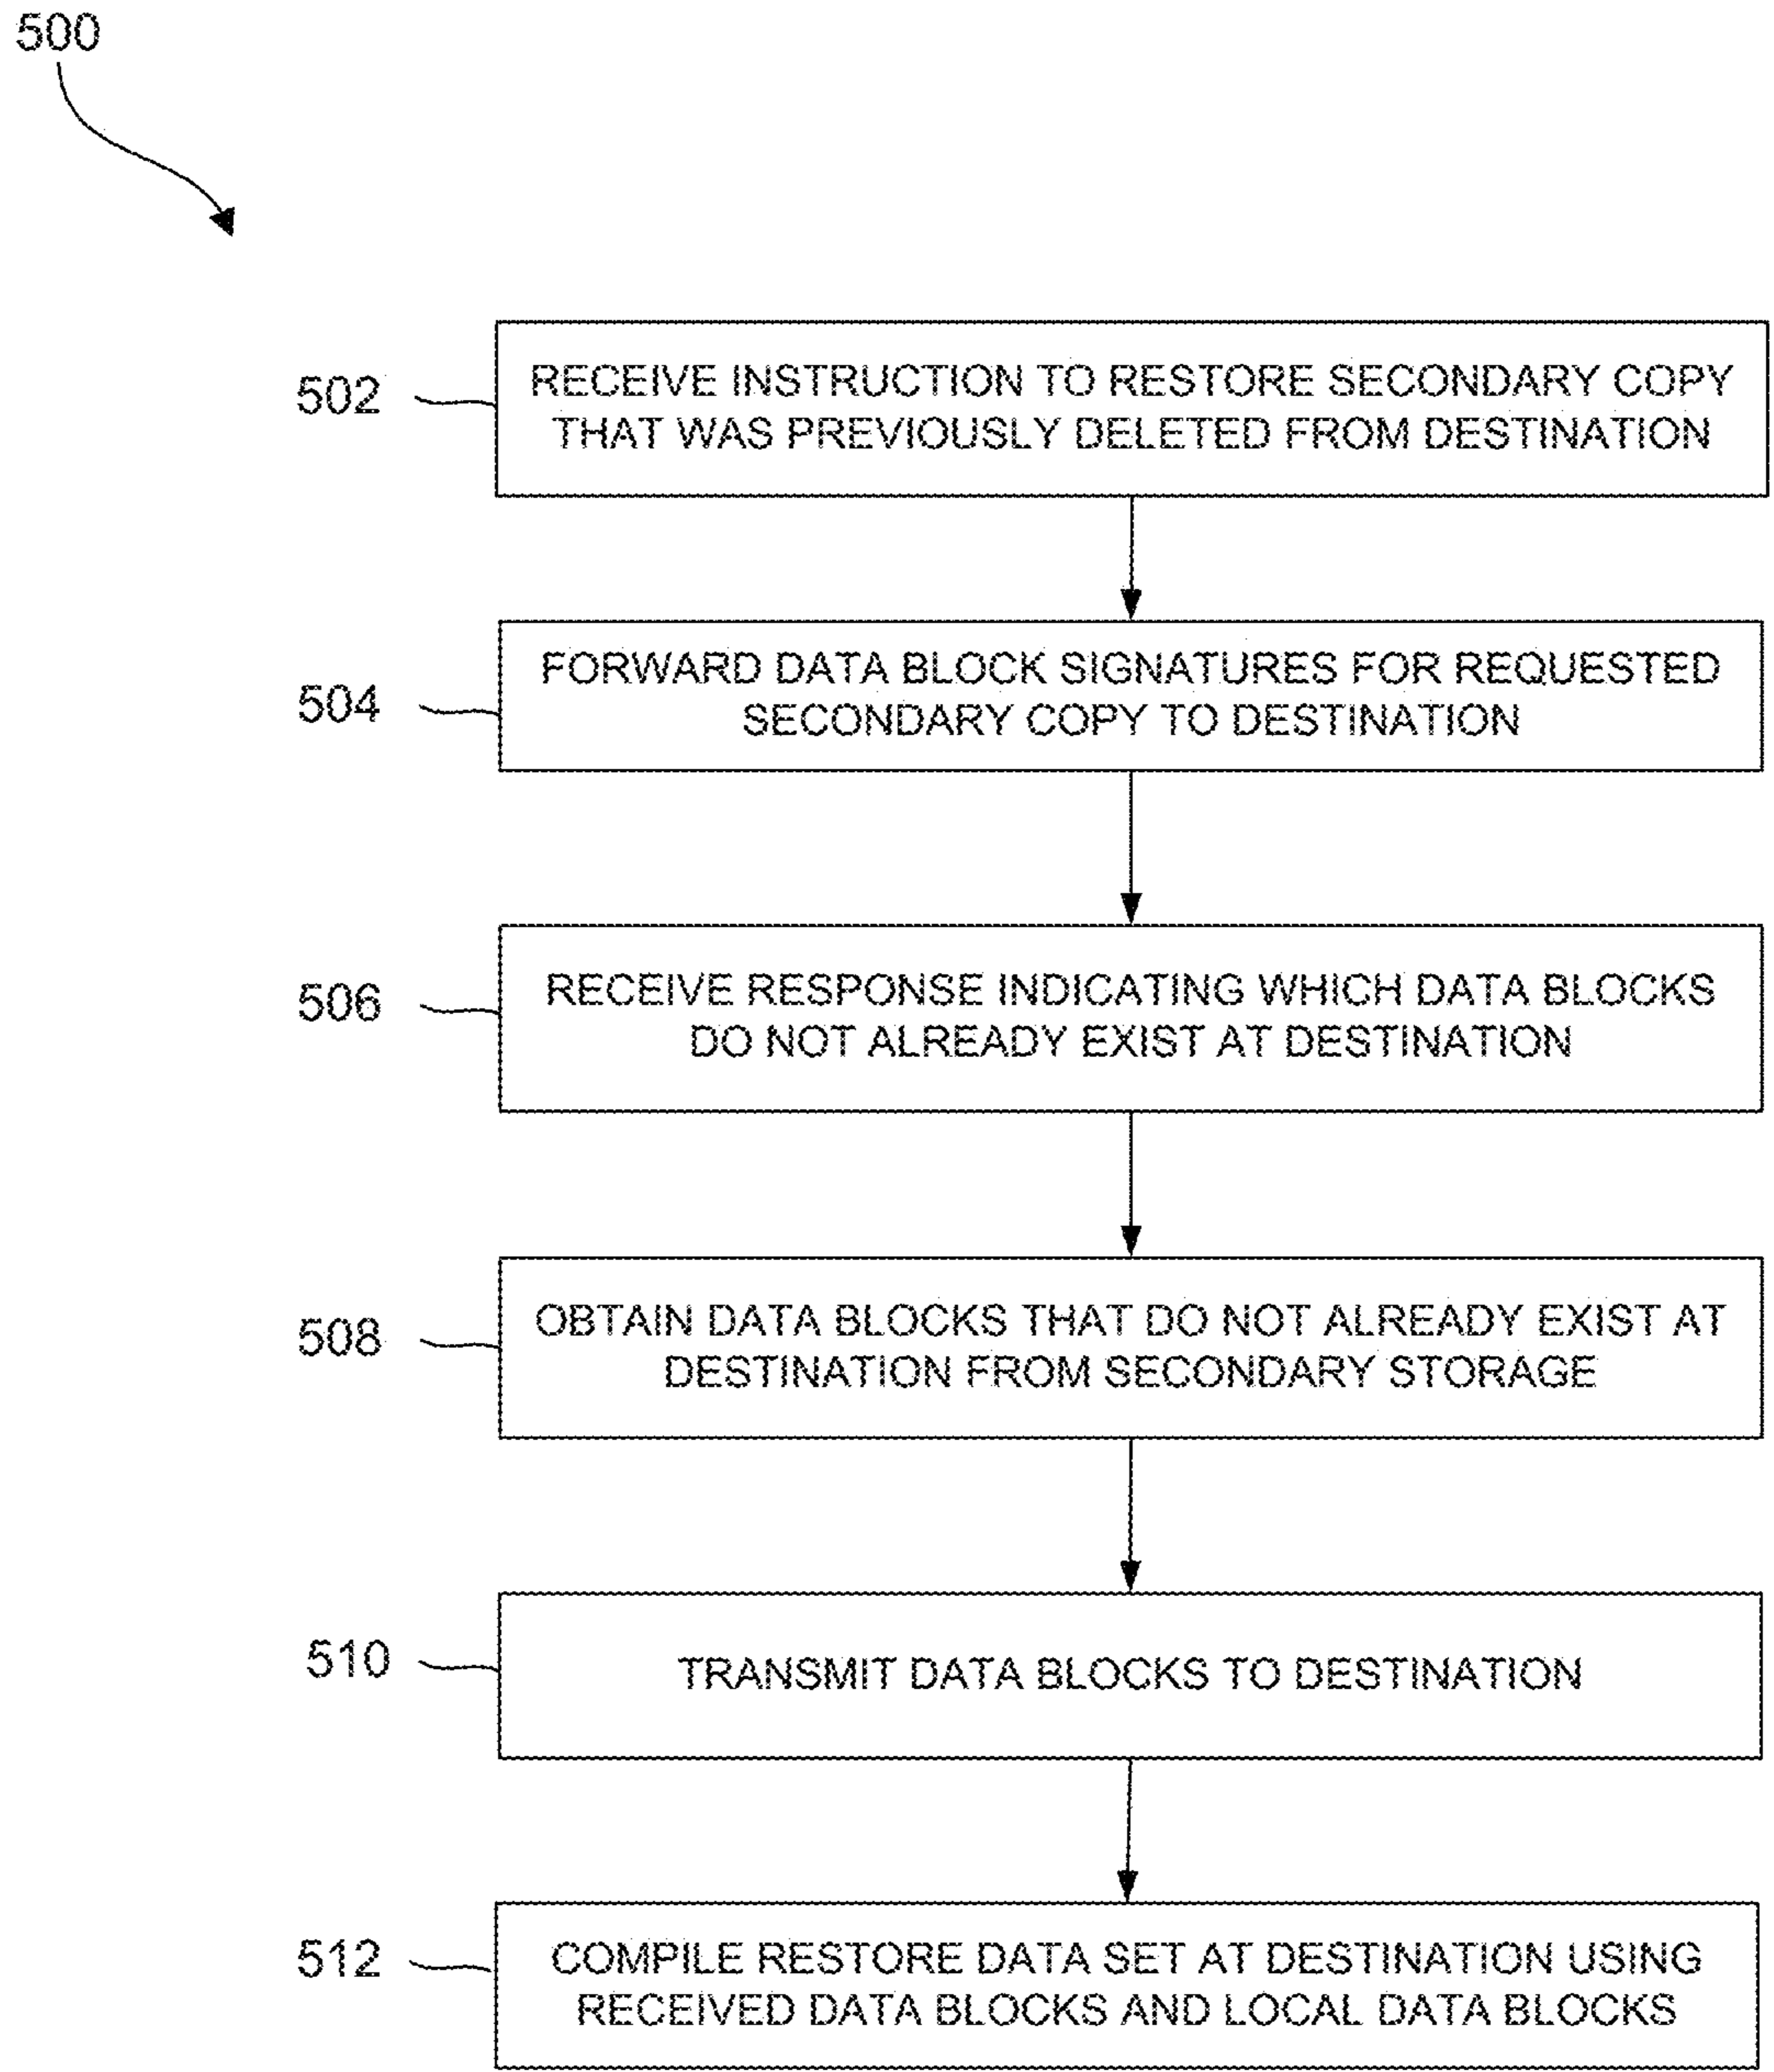 500
502
RECEIVE INSTRUCTION TO RESTORE SECONDARY COPY
THAT WAS PREVIOUSLY DELETED FROM DESTINATION
504
FORWARD DATA BLOCK SIGNATURES FOR REQUESTED
SECONDARY COPY TO DESTINATION
506
RECEIVE RESPONSE INDICATING WHICH DATA BLOCKS
DO NOT ALREADY EXIST AT DESTINATION
508
OBTAIN DATA BLOCKS THAT DO NOT ALREADY EXIST AT
DESTINATION FROM SECONDARY STORAGE
510
TRANSMIT DATA BLOCKS TO DESTINATION
512
COMPILE RESTORE DATA SET AT DESTINATION USING
RECEIVED DATA BLOCKS AND LOCAL DATA BLOCKS